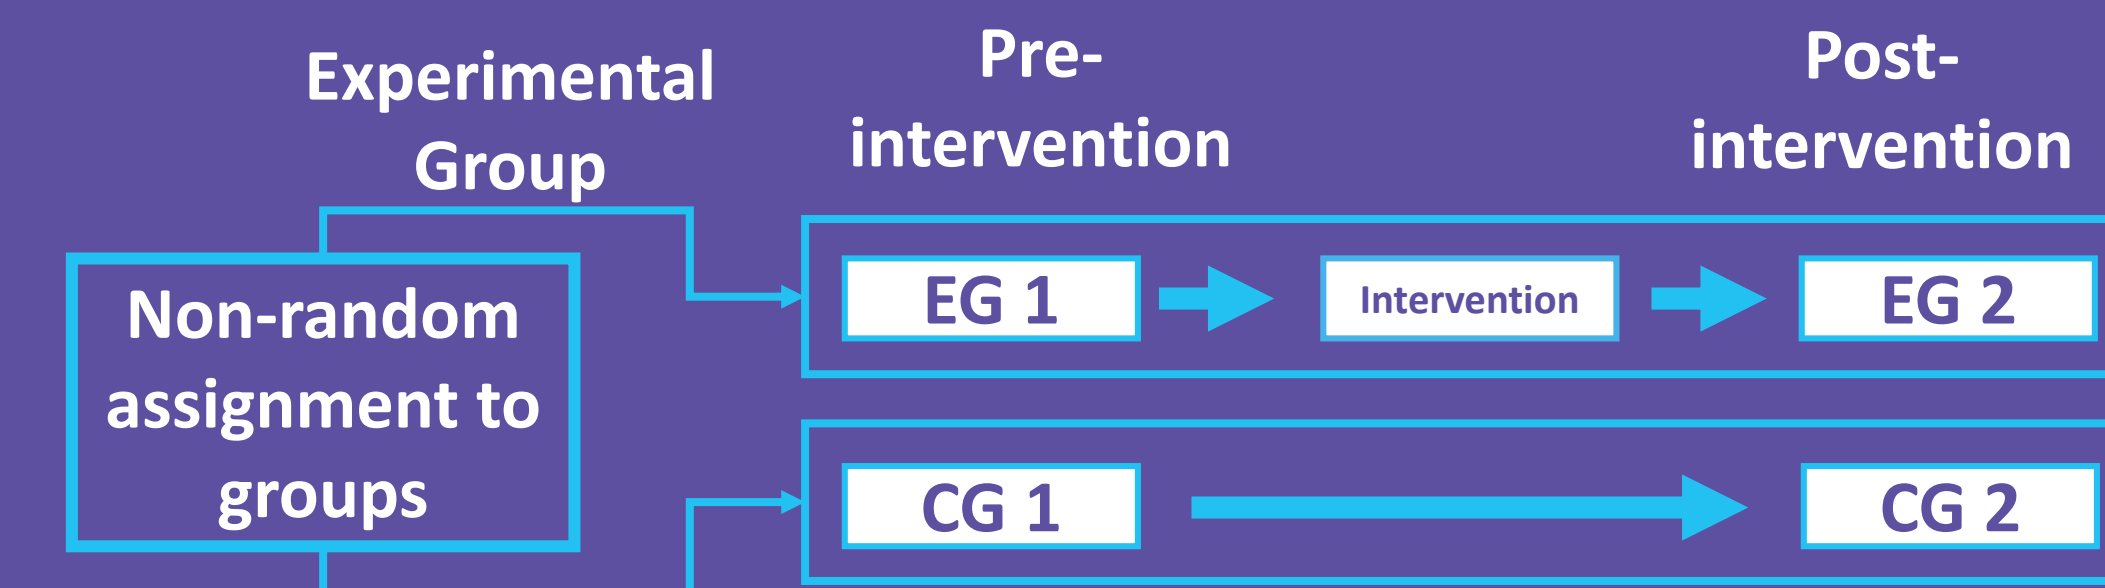 Experimental
Group
Pre-
intervention
Post-
intervention
Non-random
assignment to
groups
EG 1
Intervention
EG 2
CG 1
CG 2